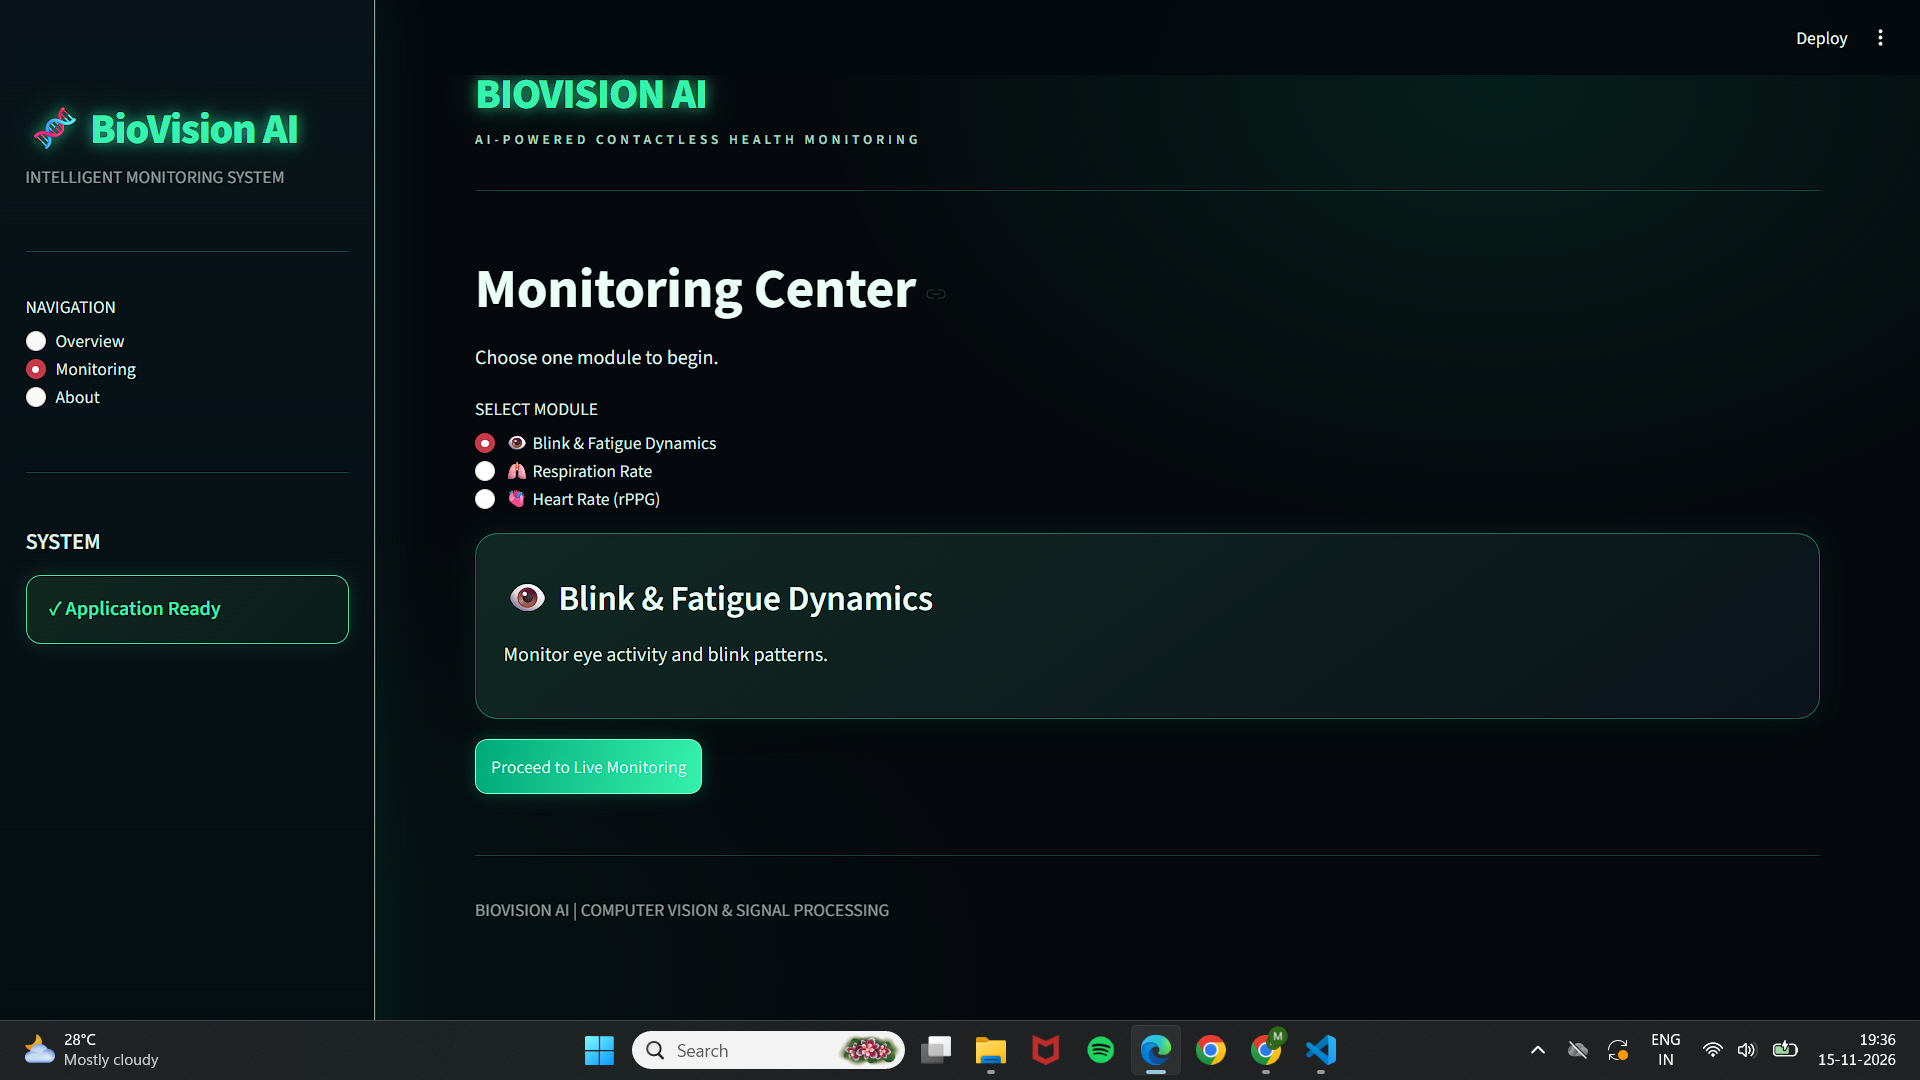 Deploy
🧬 BioVision AI
INTELLIGENT MONITORING SYSTEM
NAVIGATION
Overview
Monitoring
About
SYSTEM
✓ Application Ready
BIOVISION AI
AI-POWERED CONTACTLESS HEALTH MONITORING
Monitoring Center
Choose one module to begin.
SELECT MODULE
👁️ Blink & Fatigue Dynamics
🫁 Respiration Rate
🫀 Heart Rate (rPPG)
👁️ Blink & Fatigue Dynamics
Monitor eye activity and blink patterns.
Proceed to Live Monitoring
BIOVISION AI | COMPUTER VISION & SIGNAL PROCESSING
28°C
Mostly cloudy
Search
M
ENG
IN
19:36
15-11-2026